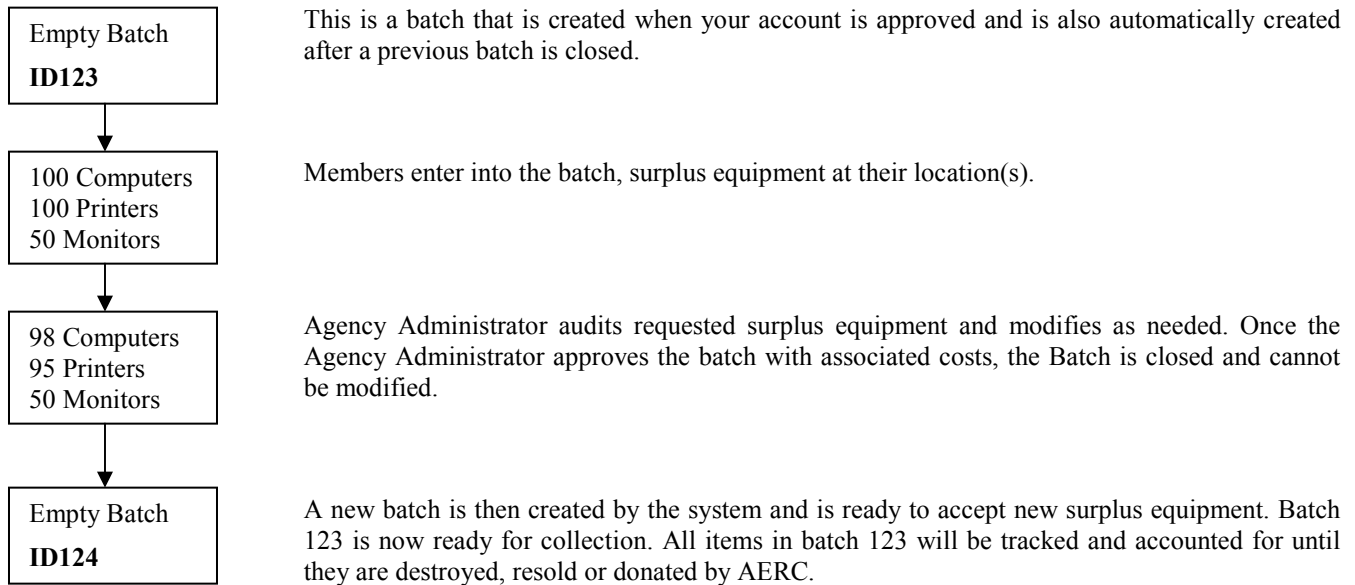 Empty Batch
ID123
This is a batch that is created when your account is approved and is also automatically created
after a previous batch is closed.
100 Computers
100 Printers
50 Monitors
Members enter into the batch, surplus equipment at their location(s).
98 Computers
95 Printers
50 Monitors
Agency Administrator audits requested surplus equipment and modifies as needed. Once the
Agency Administrator approves the batch with associated costs, the Batch is closed and cannot
be modified.
Empty Batch
ID124
A new batch is then created by the system and is ready to accept new surplus equipment. Batch
123 is now ready for collection. All items in batch 123 will be tracked and accounted for until
they are destroyed, resold or donated by AERC.